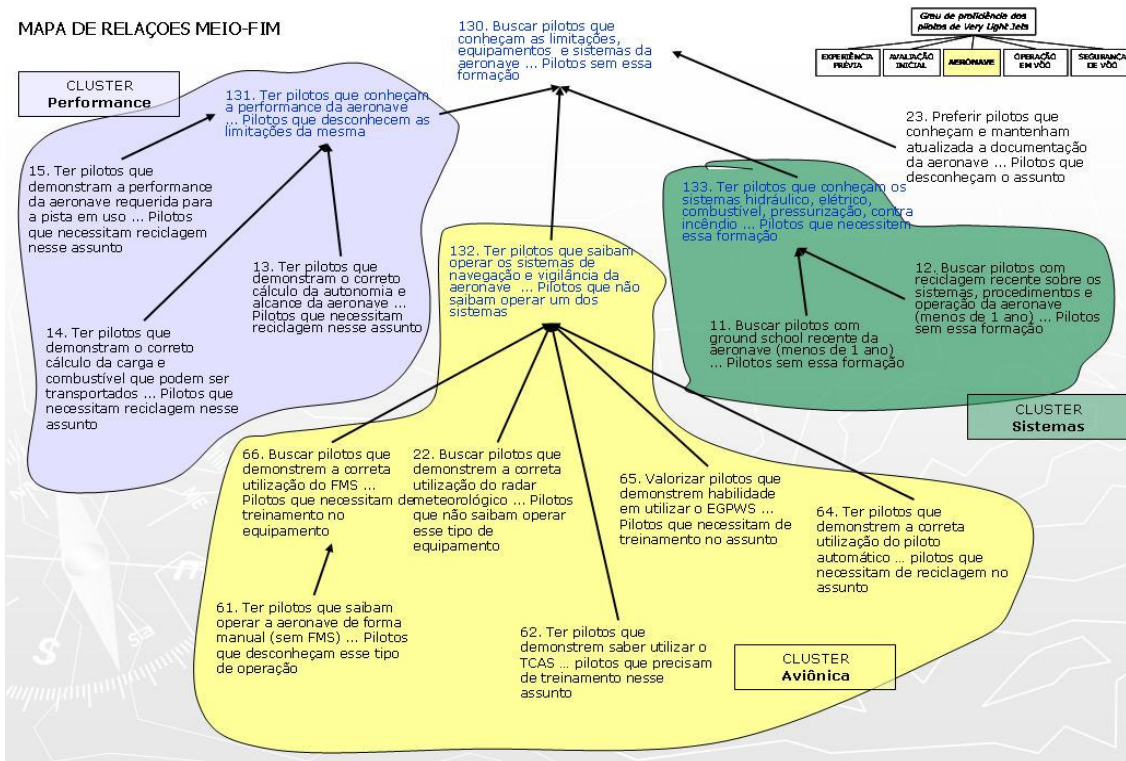 MAPA DE RELAÇOES MEIO-FIM
Grau de proficiência dos
pilotos de Very Light Jets
EXPERIÊNCIA
PRÉVIA
AVALIAÇÃO
INICIAL
AERONAVE
OPERAÇÃO
EM VÔO
SEGURANÇA
DE VÔO
130. Buscar pilotos que
conheçam as limitações,
equipamentos e sistemas da
aeronave ... Pilotos sem essa
formação
CLUSTER
Performance
131. Ter pilotos que conheçam
a performance da aeronave
... Pilotos que desconhecem as
limitações da mesma
23. Preferir pilotos que
conheçam e mantenham
atualizada a documentação
da aeronave ... Pilotos que
desconheçam o assunto
15. Ter pilotos que
demonstram a performance
da aeronave requerida para
a pista em uso ... Pilotos
que necessitam reciclagem
nesse assunto
133. Ter pilotos que conheçam os
sistemas hidráulico, elétrico,
combustível, pressurização, contra
incêndio ... Pilotos que necessitem
essa formação
132. Ter pilotos que saibam
operar os sistemas de
navegação e vigilância da
aeronave ... Pilotos que não
saibam operar um dos
sistemas
13. Ter pilotos que
demonstram o correto
cálculo da autonomia e
alcance da aeronave ...
Pilotos que necessitam
reciclagem nesse assunto
12. Buscar pilotos com
reciclagem recente sobre os
sistemas, procedimentos e
operação da aeronave
(menos de 1 ano) ... Pilotos
sem essa formação
11. Buscar pilotos com
ground school recente da
aeronave (menos de 1 ano)
... Pilotos sem essa formação
14. Ter pilotos que
demonstram o correto
cálculo da carga e
combustível que podem ser
transportados ... Pilotos que
necessitam reciclagem nesse
assunto
CLUSTER
Sistemas
66. Buscar pilotos que
demonstrem a correta
utilização do FMS ...
Pilotos que necessitam de
treinamento no
equipamento
22. Buscar pilotos que
demonstrem a correta
utilização do radar
meteorológico ... Pilotos
que não saibam operar
esse tipo de
equipamento
65. Valorizar pilotos que
demonstrem habilidade
em utilizar o EGPWS ...
Pilotos que necessitam de
treinamento no assunto
64. Ter pilotos que
demonstrem a correta
utilização do piloto
automático ... pilotos que
necessitam de reciclagem no
assunto
61. Ter pilotos que saibam
operar a aeronave de forma
manual (sem FMS) ... Pilotos
que desconheçam esse tipo
de operação
62. Ter pilotos que
demonstrem saber utilizar o
TCAS ... pilotos que precisam
de treinamento nesse
assunto
CLUSTER
Aviônica
S